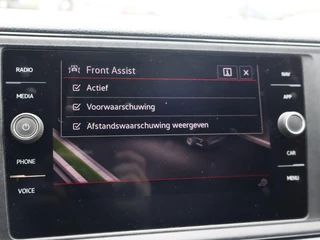 RADIO
MEDIA
PHONE
VOICE
Front Assist
i
X
Actief
Voorwaarschuwing
Afstandswaarschuwing weergeven
NAV
APP
CAR
MENU